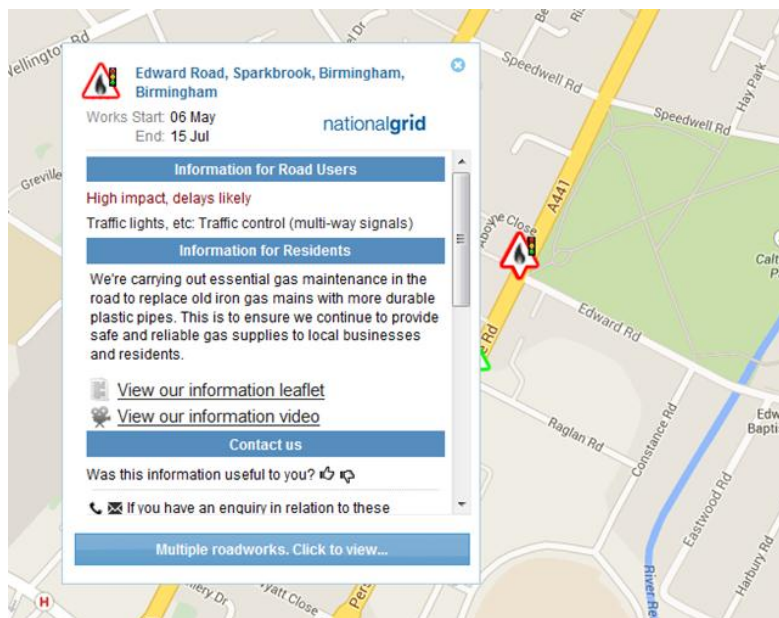 Edward Road, Sparkbrook, Birmingham,
Birmingham
Works Start: 06 May
End: 15 Jul
nationalgrid
Information for Road Users
High impact, delays likely
Traffic lights, etc: Traffic control (multi-way signals)
Information for Residents
We're carrying out essential gas maintenance in the
road to replace old iron gas mains with more durable
plastic pipes. This is to ensure we continue to provide
safe and reliable gas supplies to local businesses
and residents.
View our information leaflet
View our information video
Contact us
Was this information useful to you?
If you have an enquiry in relation to these
Multiple roadworks. Click to view...
Wellington Rd
Speedwell Rd
Speedwell Rd
Hay Park
A441
Aboyne Close
Edward Rd
Raglan Rd
Constance Rd
Eastwood Rd
Harbury Rd
H